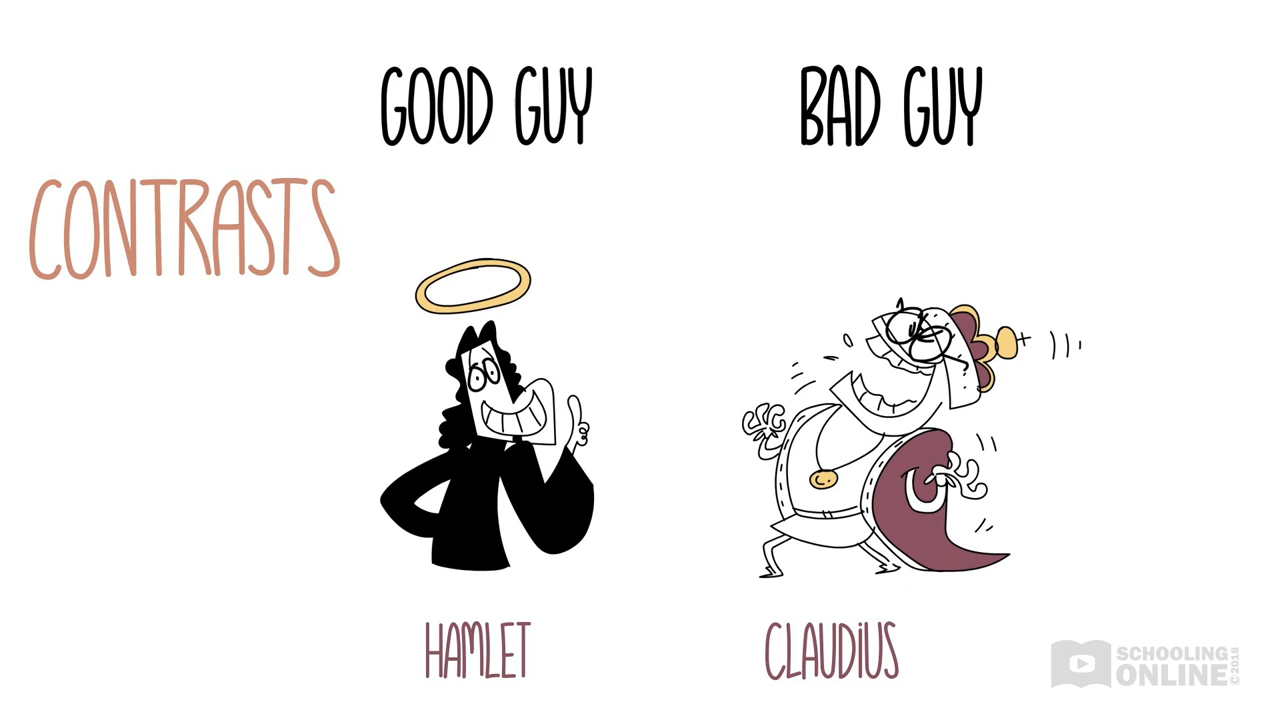 GOOD GUY
BAD GUY
CONTRASTS
HAMLET
CLAUDiUS
SCHOOLING
ONLINE
©2018